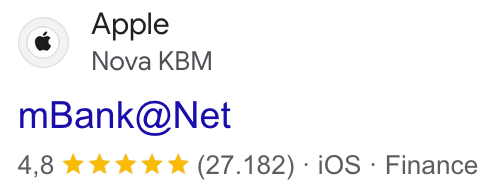 Apple
Nova KBM
mBank@Net
4,8 (27.182) · iOS · Finance